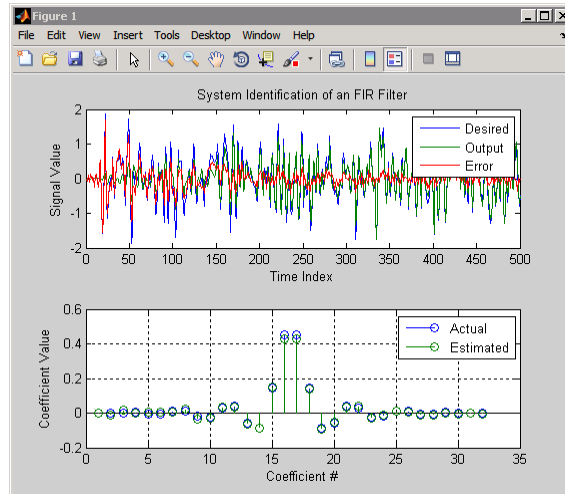 Figure 1
File Edit View Insert Tools Desktop Window Help
System Identification of an FIR Filter
Signal Value
2
1
0
-1
-2
Desired
Output
Error
0 50 100 150 200 250 300 350 400 450 500
Time Index
Coefficient Value
0.6
0.4
0.2
0
-0.2
Actual
Estimated
0 5 10 15 20 25 30 35
Coefficient #